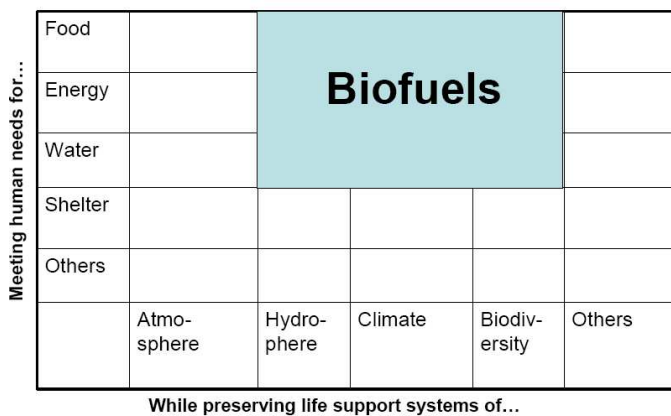 Meeting human needs for…
Food
Biofuels
Energy
Water
Shelter
Others
Atmo-
sphere
Hydro-
phere
Climate
Biodiv-
ersity
Others
While preserving life support systems of…